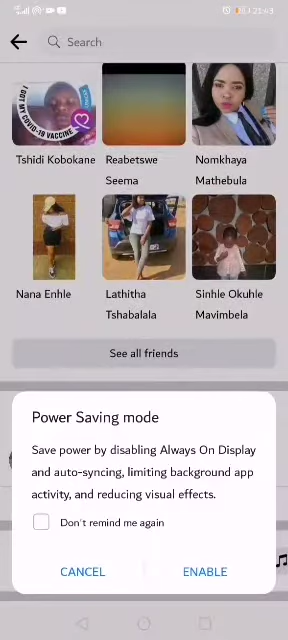 21:43
Search
I GOT MY COVID-19 VACCINE
Tshidi Kobokane
Reabetswe
Seema
Nomkhaya
Mathebula
Nana Enhle
Lathitha
Tshabalala
Sinhle Okuhle
Mavimbela
See all friends
Power Saving mode
Save power by disabling Always On Display
and auto-syncing, limiting background app
activity, and reducing visual effects.
Don't remind me again
CANCEL
ENABLE